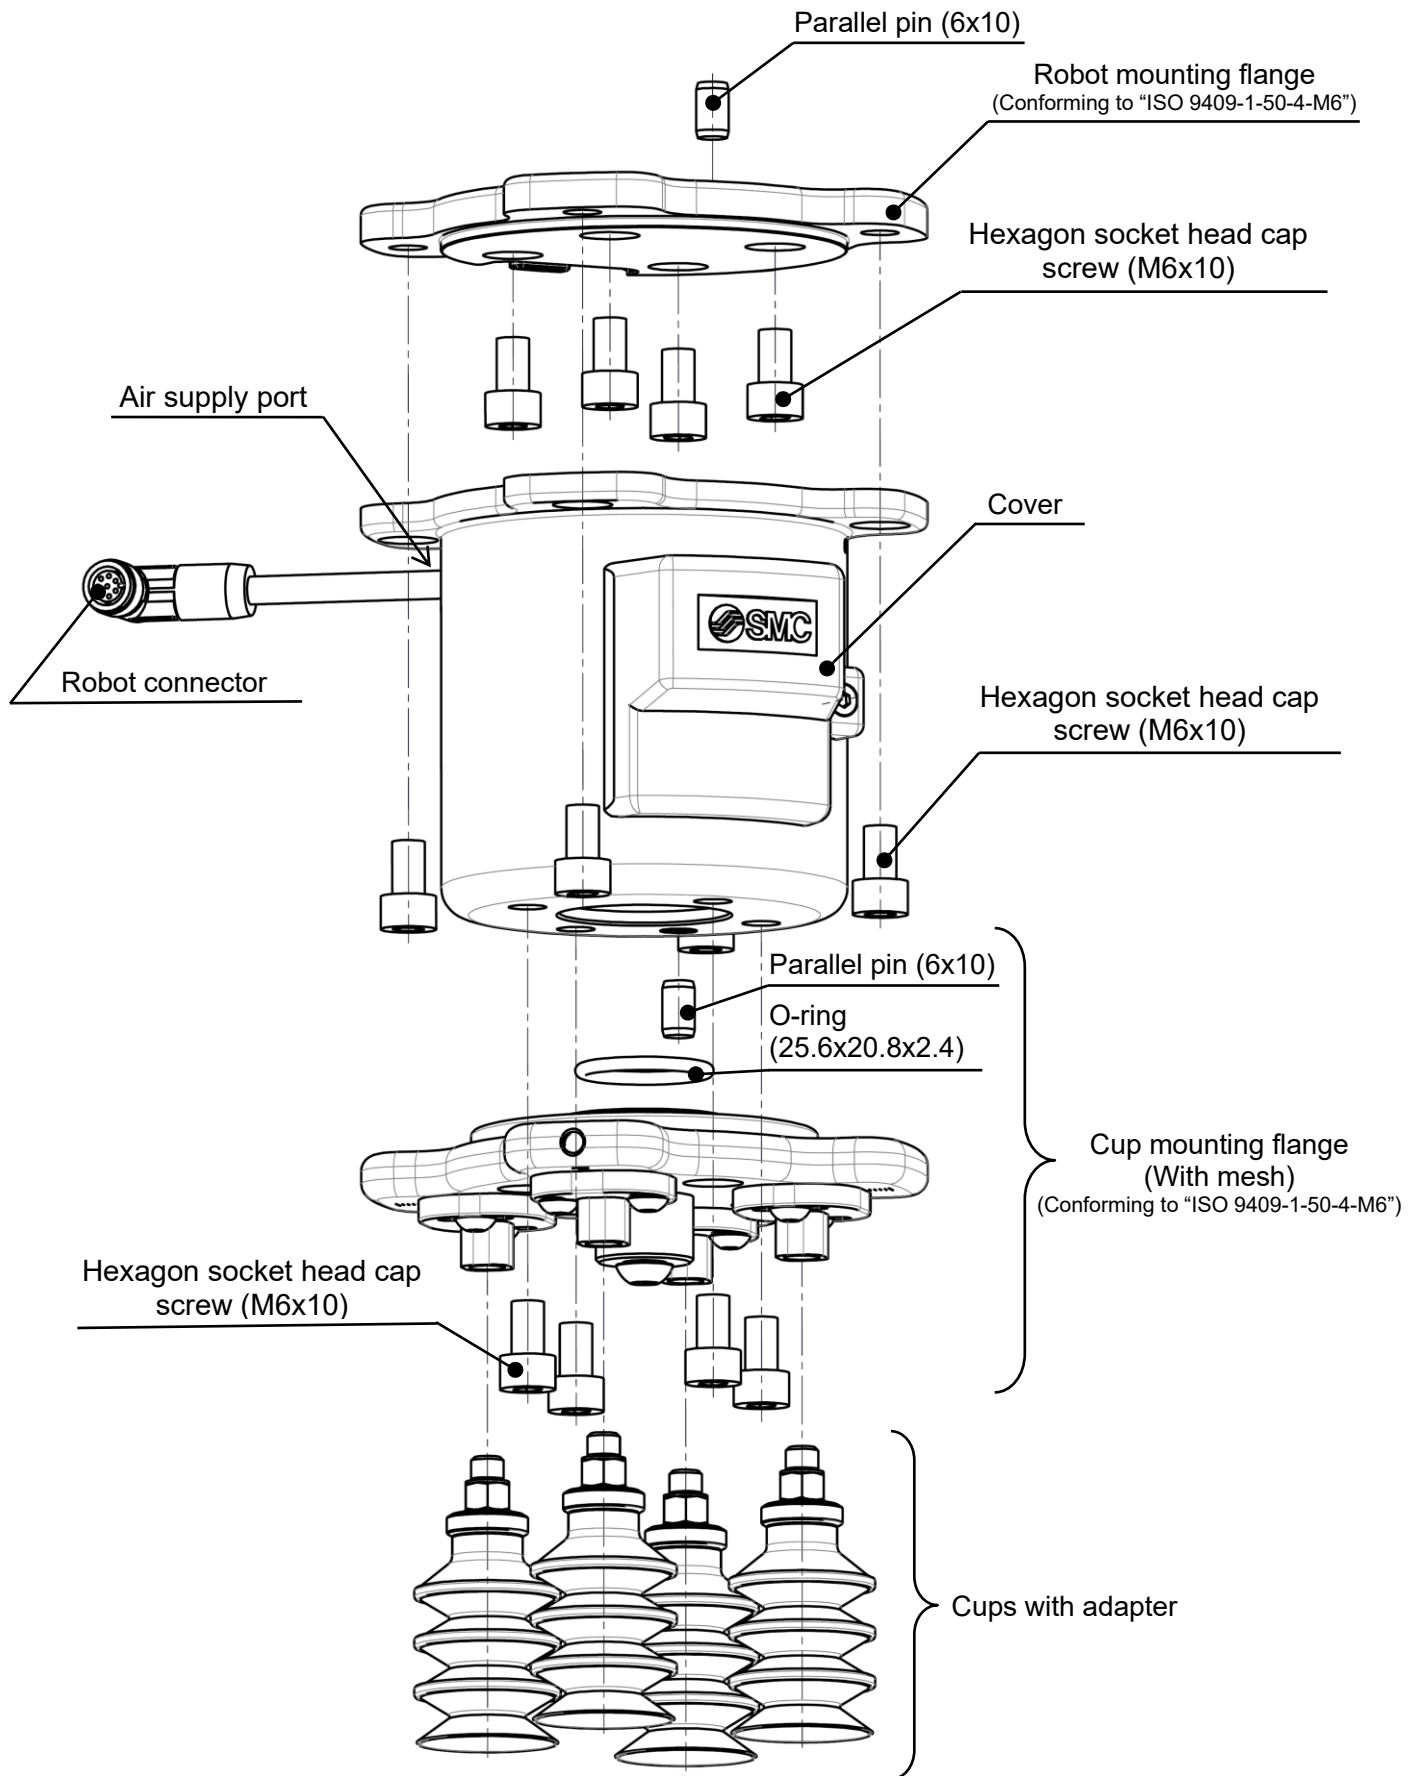 Parallel pin (6x10)
Robot mounting flange
(Conforming to “ISO 9409-1-50-4-M6”)
Hexagon socket head cap
screw (M6x10)
Air supply port
Cover
SMC
Robot connector
Hexagon socket head cap
screw (M6x10)
Parallel pin (6x10)
O-ring
(25.6x20.8x2.4)
Cup mounting flange
(With mesh)
(Conforming to “ISO 9409-1-50-4-M6”)
Hexagon socket head cap
screw (M6x10)
Cups with adapter